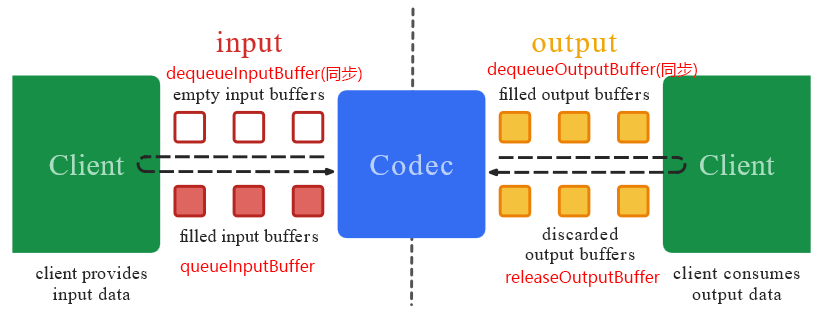 input
dequeueInputBuffer(同步)
empty input buffers
Client
filled input buffers
queueInputBuffer
client provides
input data
Codec
output
dequeueOutputBuffer(同步)
filled output buffers
Client
discarded
output buffers
releaseOutputBuffer
client consumes
output data